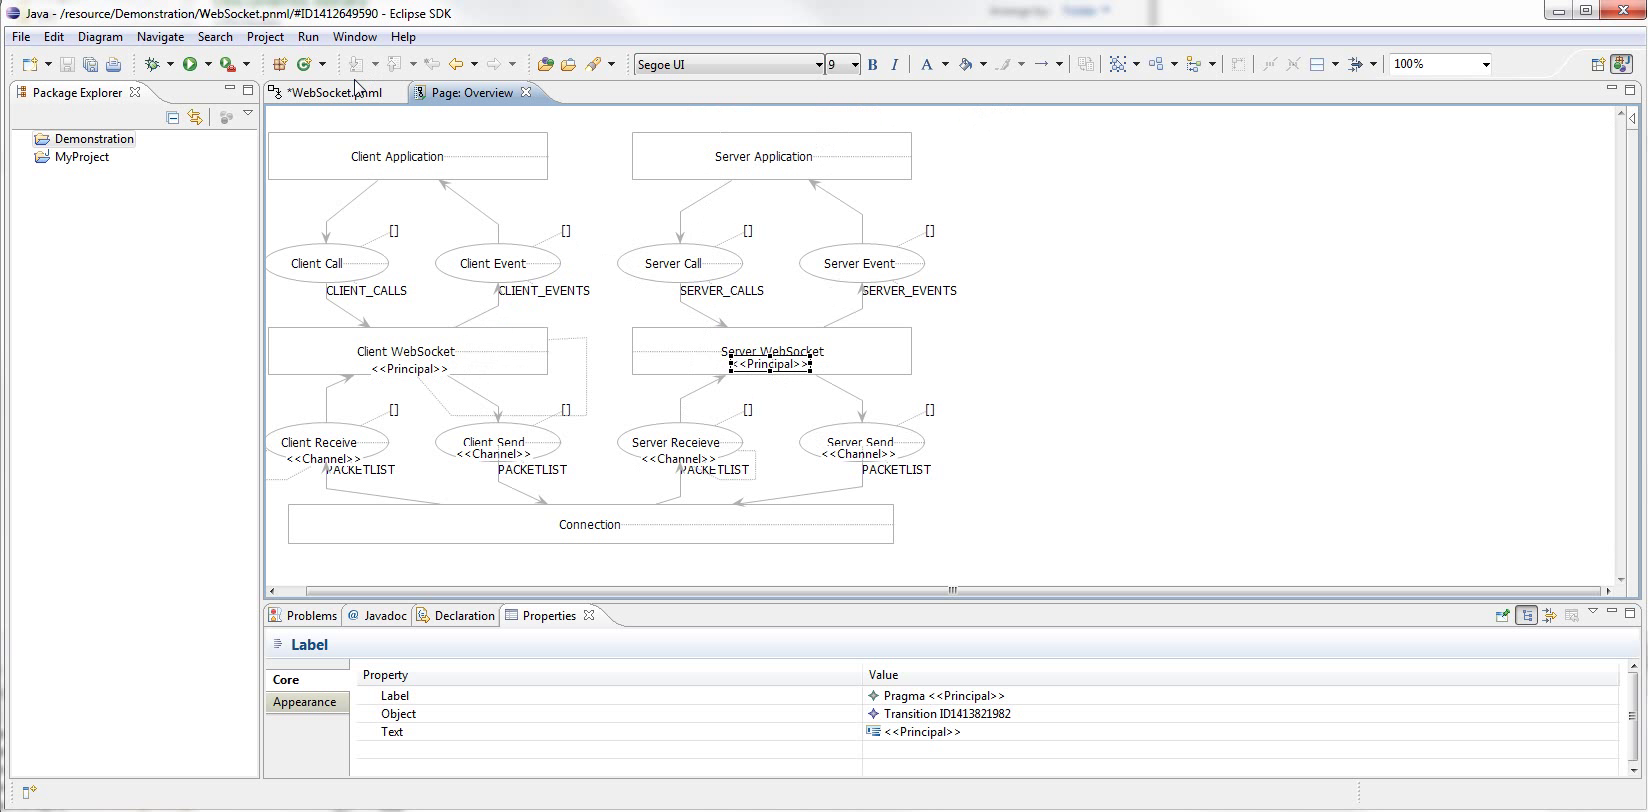 Java - /resource/Demonstration/WebSocket.pnml/#ID1412649590 - Eclipse SDK
File Edit Diagram Navigate Search Project Run Window Help
Segoe UI 9 B I A 100%
Package Explorer
*WebSocket.pnml Page: Overview
Demonstration
MyProject
Client Application Server Application
[] [] [] []
Client Call Client Event Server Call Server Event
CLIENT_CALLS CLIENT_EVENTS SERVER_CALLS SERVER_EVENTS
Client WebSocket Server WebSocket
<<Principal>> <<Principal>>
[] [] [] []
Client Receive Client Send Server Receieve Server Send
<<Channel>> <<Channel>> <<Channel>> <<Channel>>
PACKETLIST PACKETLIST PACKETLIST PACKETLIST
Connection
Problems @ Javadoc Declaration Properties
Label
Core
Appearance
Property Value
Label Pragma <<Principal>>
Object Transition ID1413821982
Text <<Principal>>